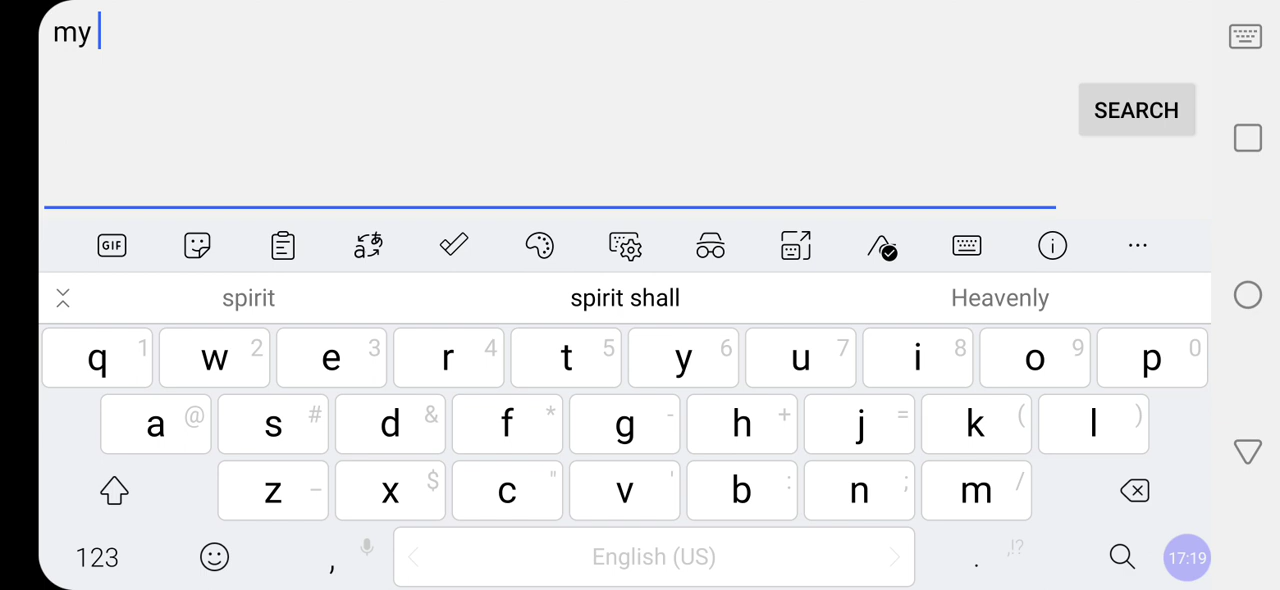 my
SEARCH
GIF
spirit spirit shall Heavenly
q 1 w 2 e 3 r 4 t 5 y 6 u 7 i 8 o 9 p 0
a @ s # d & f * g - h + j = k ( l )
z _ x $ c " v ' b : n ; m /
123 , English (US) . ,!? 17:19